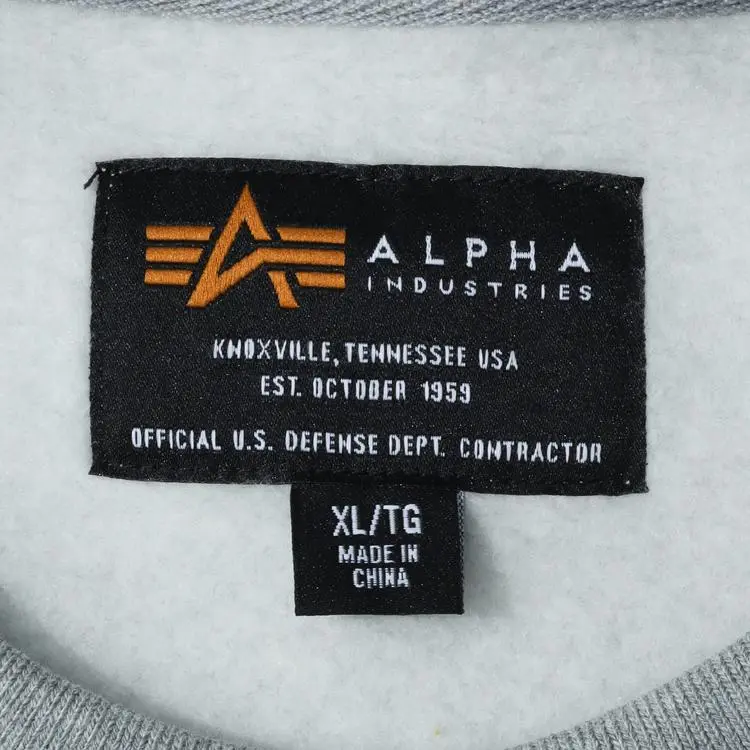 ALPHA
INDUSTRIES
KNOXVILLE, TENNESSEE USA
EST. OCTOBER 1959
OFFICIAL U.S. DEFENSE DEPT. CONTRACTOR
XL/TG
MADE IN
CHINA